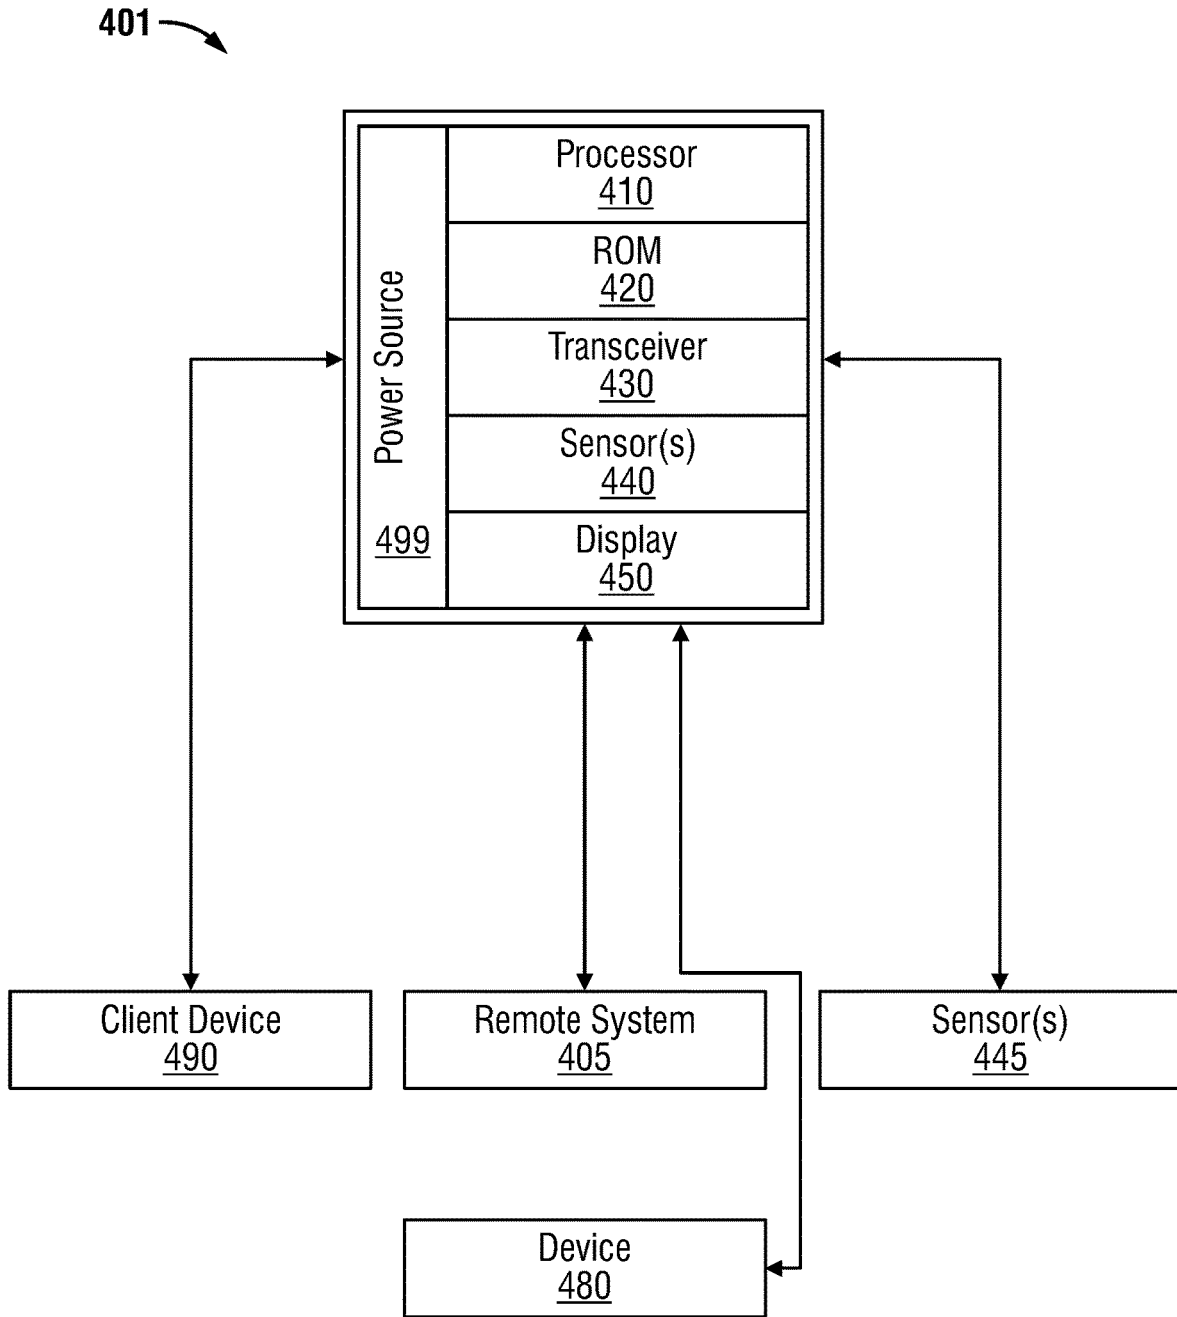 401
Processor
410
ROM
420
Transceiver
430
Sensor(s)
440
Display
450
Power Source
499
Client Device
490
Remote System
405
Sensor(s)
445
Device
480